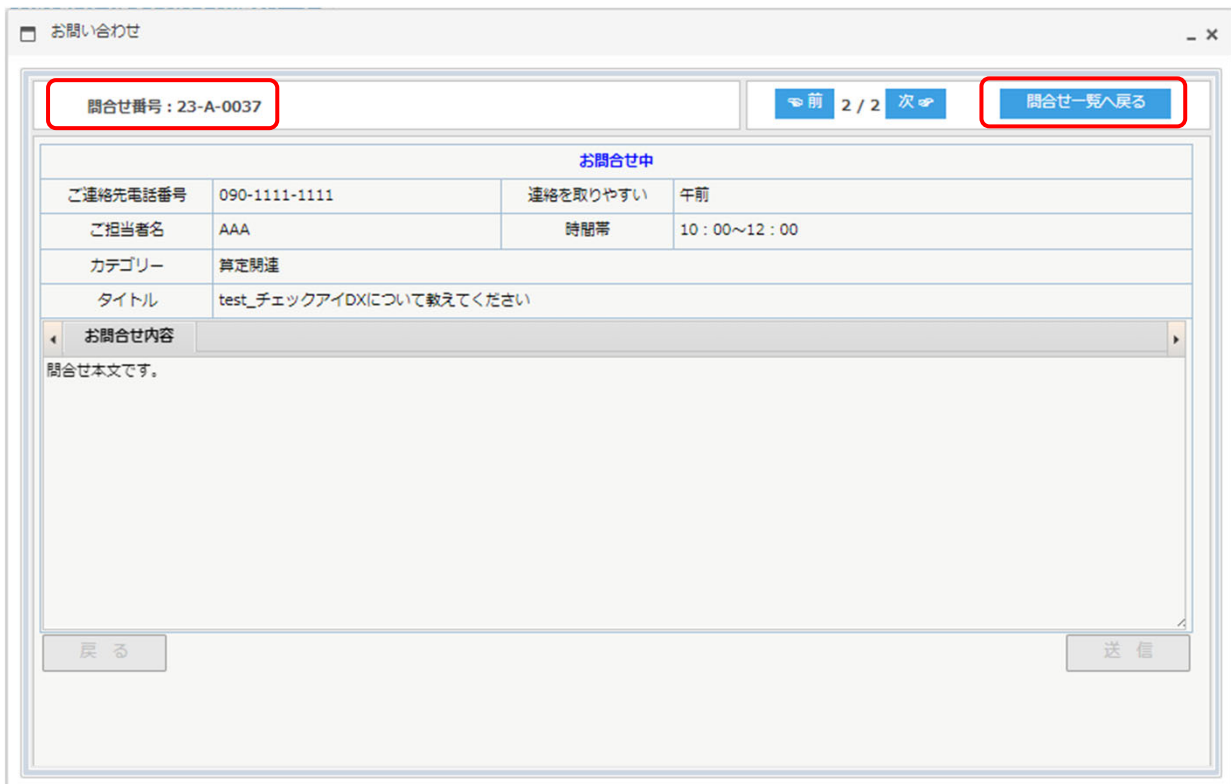 お問い合わせ
問合せ番号：23-A-0037
前 2 / 2 次 問合せ一覧へ戻る
お問合せ中
ご連絡先電話番号 090-1111-1111 連絡を取りやすい 午前
ご担当者名 AAA 時間帯 10：00～12：00
カテゴリー 算定関連
タイトル test_チェックアイDXについて教えてください
お問合せ内容
問合せ本文です。
戻 る 送 信